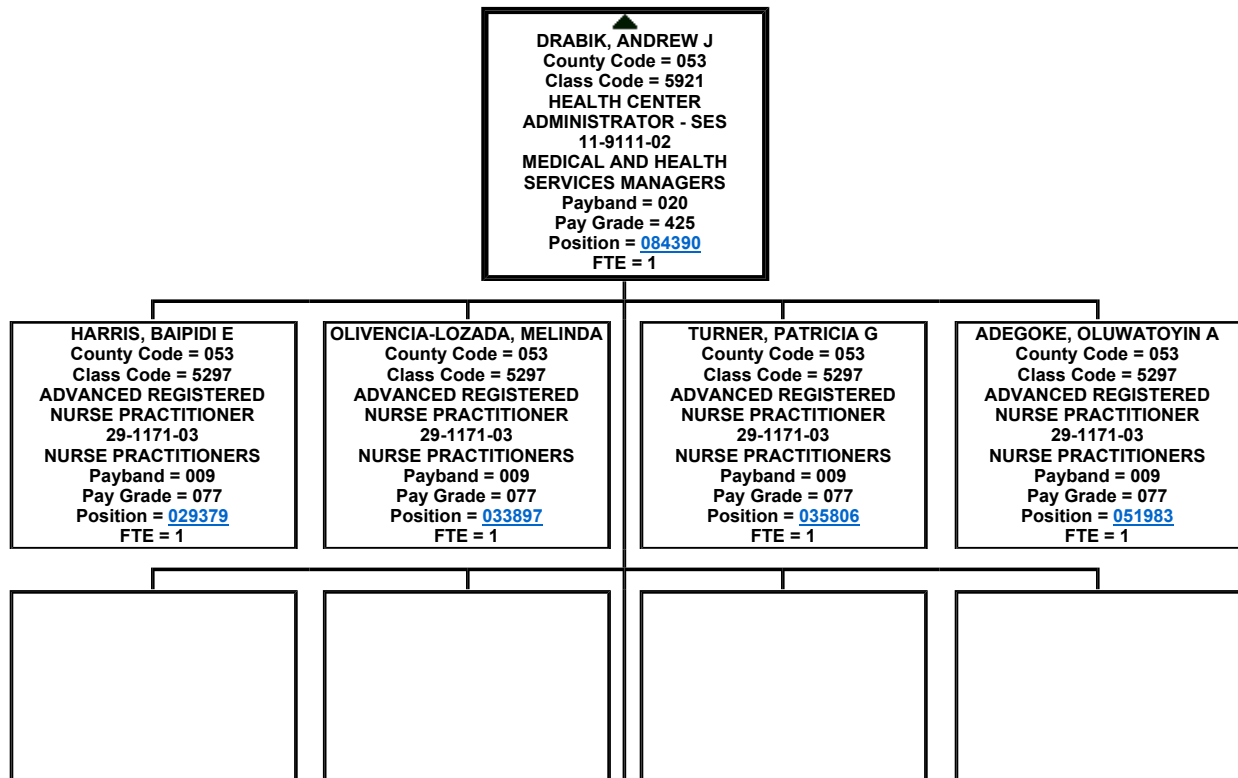 DRABIK, ANDREW J
County Code = 053
Class Code = 5921
HEALTH CENTER
ADMINISTRATOR - SES
11-9111-02
MEDICAL AND HEALTH
SERVICES MANAGERS
Payband = 020
Pay Grade = 425
Position = 084390
FTE = 1
HARRIS, BAIPIDI E
County Code = 053
Class Code = 5297
ADVANCED REGISTERED
NURSE PRACTITIONER
29-1171-03
NURSE PRACTITIONERS
Payband = 009
Pay Grade = 077
Position = 029379
FTE = 1
OLIVENCIA-LOZADA, MELINDA
County Code = 053
Class Code = 5297
ADVANCED REGISTERED
NURSE PRACTITIONER
29-1171-03
NURSE PRACTITIONERS
Payband = 009
Pay Grade = 077
Position = 033897
FTE = 1
TURNER, PATRICIA G
County Code = 053
Class Code = 5297
ADVANCED REGISTERED
NURSE PRACTITIONER
29-1171-03
NURSE PRACTITIONERS
Payband = 009
Pay Grade = 077
Position = 035806
FTE = 1
ADEGOKE, OLUWATOYIN A
County Code = 053
Class Code = 5297
ADVANCED REGISTERED
NURSE PRACTITIONER
29-1171-03
NURSE PRACTITIONERS
Payband = 009
Pay Grade = 077
Position = 051983
FTE = 1